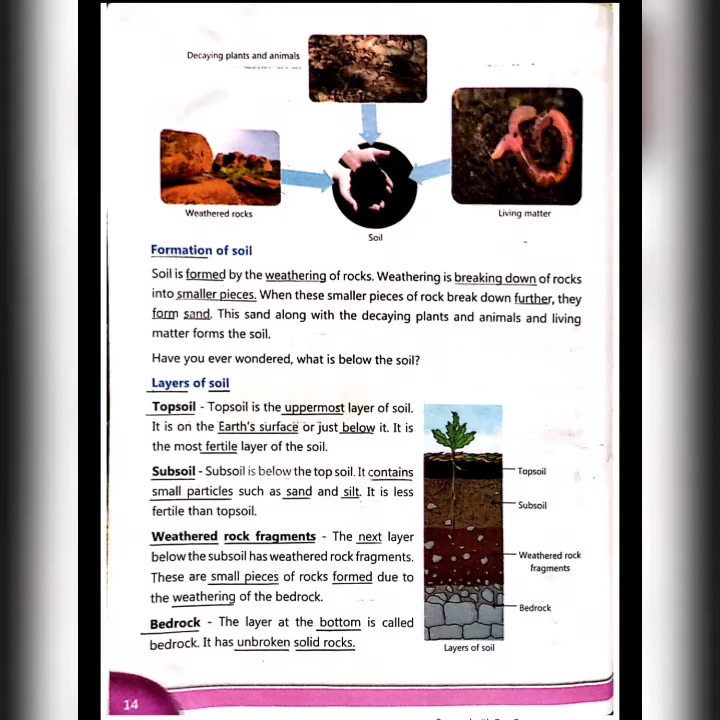 Decaying plants and animals
Weathered rocks
Living matter
Soil
Formation of soil
Soil is formed by the weathering of rocks. Weathering is breaking down of rocks
into smaller pieces. When these smaller pieces of rock break down further, they
form sand. This sand along with the decaying plants and animals and living
matter forms the soil.
Have you ever wondered, what is below the soil?
Layers of soil
Topsoil - Topsoil is the uppermost layer of soil.
It is on the Earth's surface or just below it. It is
the most fertile layer of the soil.
Subsoil - Subsoil is below the top soil. It contains
small particles such as sand and silt. It is less
fertile than topsoil.
Weathered rock fragments - The next layer
below the subsoil has weathered rock fragments.
These are small pieces of rocks formed due to
the weathering of the bedrock.
Bedrock - The layer at the bottom is called
bedrock. It has unbroken solid rocks.
Topsoil
Subsoil
Weathered rock
fragments
Bedrock
Layers of soil
14